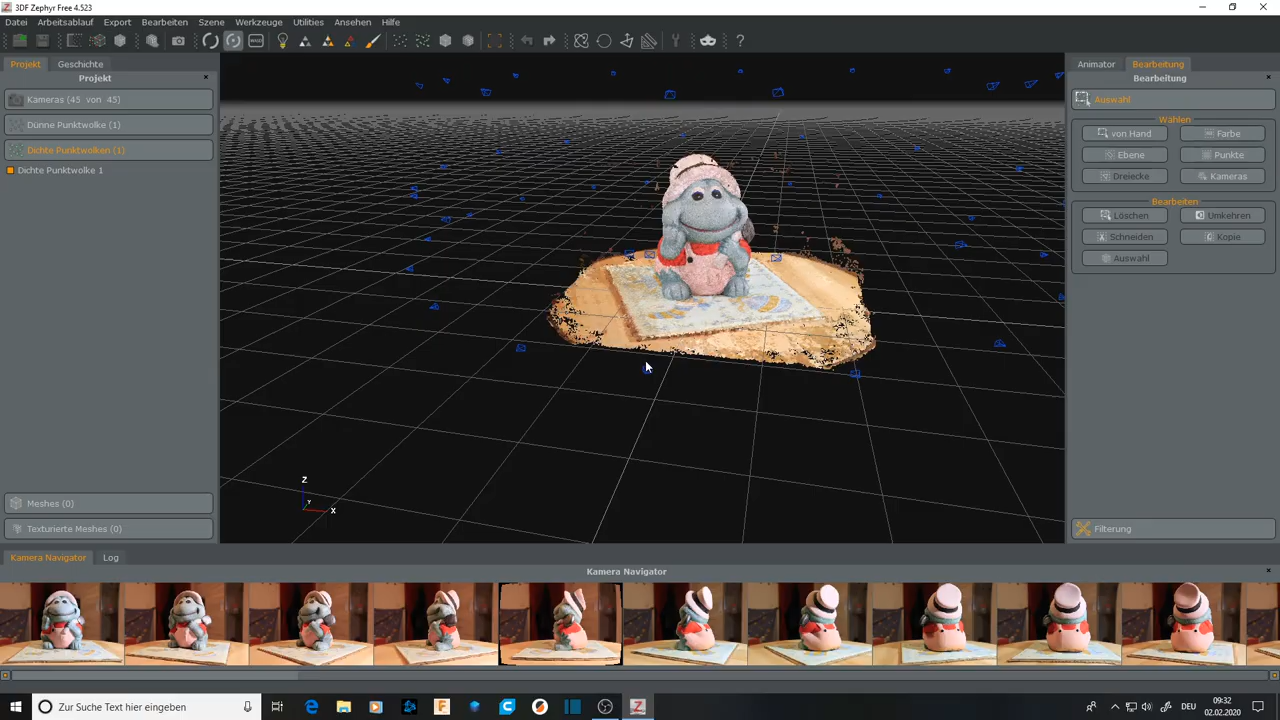 3DF Zephyr Free 4.523
Datei Arbeitsablauf Export Bearbeiten Szene Werkzeuge Utilities Ansehen Hilfe
Projekt Geschichte
Projekt
Kameras (45 von 45)
Dünne Punktwolke (1)
Dichte Punktwolken (1)
Dichte Punktwolke 1
Meshes (0)
Texturierte Meshes (0)
Z
Y
X
Animator Bearbeitung
Bearbeitung
Auswahl
Wählen
von Hand Farbe
Ebene Punkte
Dreiecke Kameras
Bearbeiten
Löschen Umkehren
Schneiden Kopie
Auswahl
Filterung
Kamera Navigator Log
Kamera Navigator
Zur Suche Text hier eingeben
DEU
09:32
02.02.2020